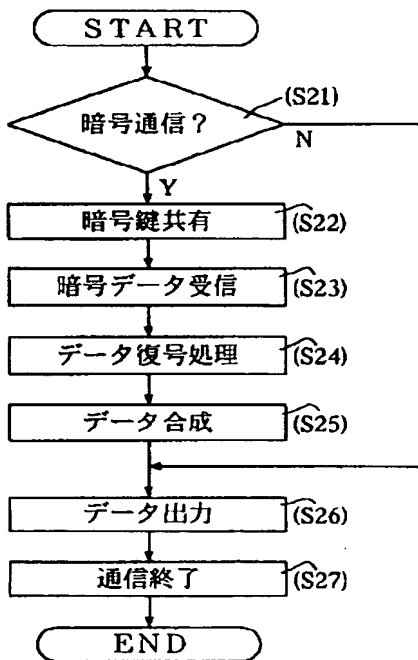 START
(S21)
暗号通信？
N
Y
暗号鍵共有
(S22)
暗号データ受信
(S23)
データ復号処理
(S24)
データ合成
(S25)
データ出力
(S26)
通信終了
(S27)
END